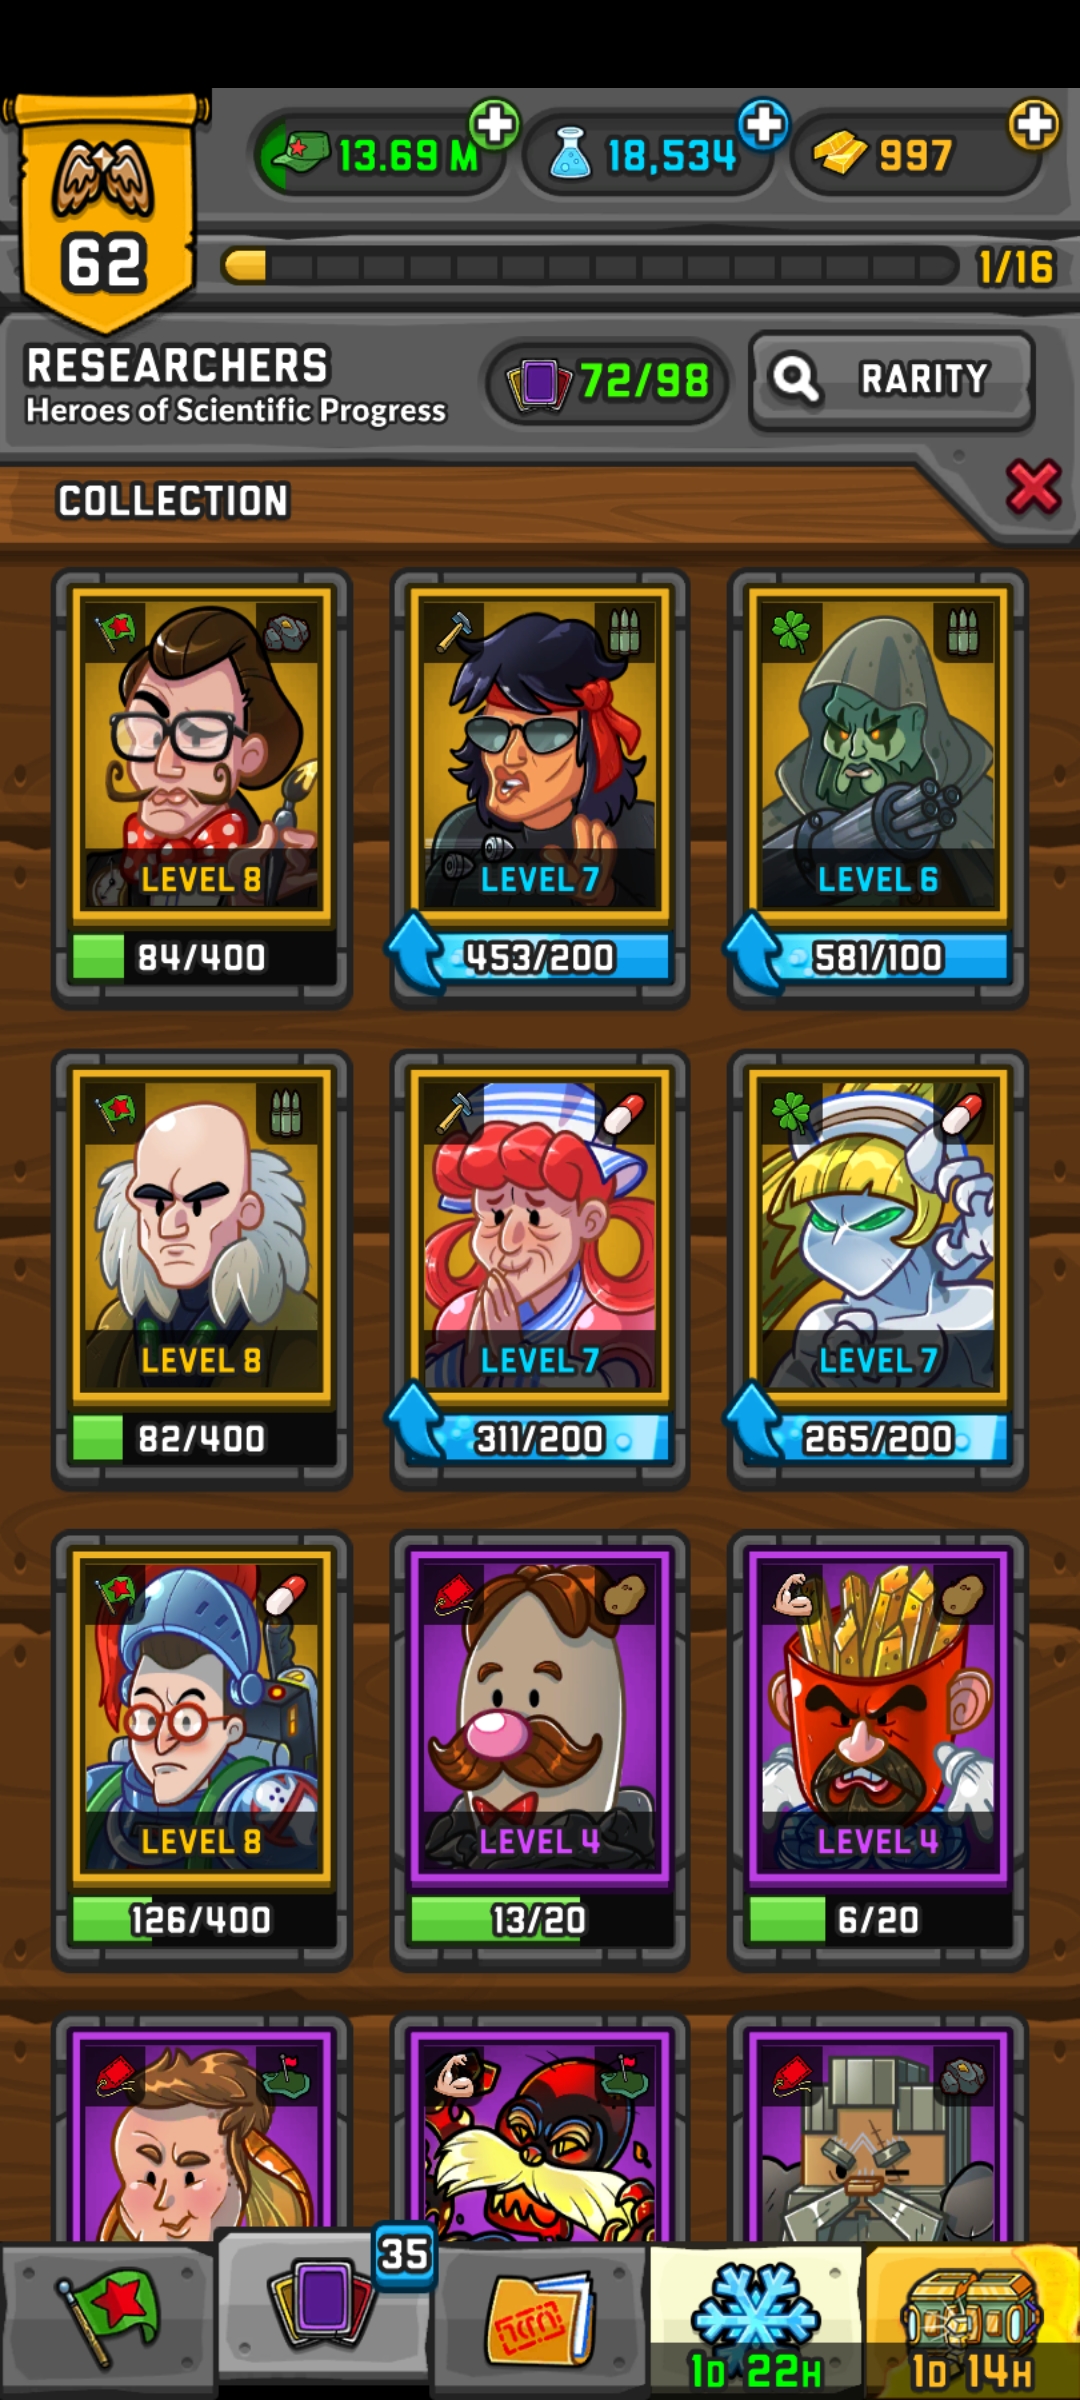 13.69 M
18,534
997
62
1/16
RESEARCHERS
Heroes of Scientific Progress
72/98
RARITY
COLLECTION
LEVEL 8
LEVEL 7
LEVEL 6
84/400
453/200
581/100
LEVEL 8
LEVEL 7
LEVEL 7
82/400
311/200
265/200
LEVEL 8
LEVEL 4
LEVEL 4
126/400
13/20
6/20
35
1D 22H
1D 14H